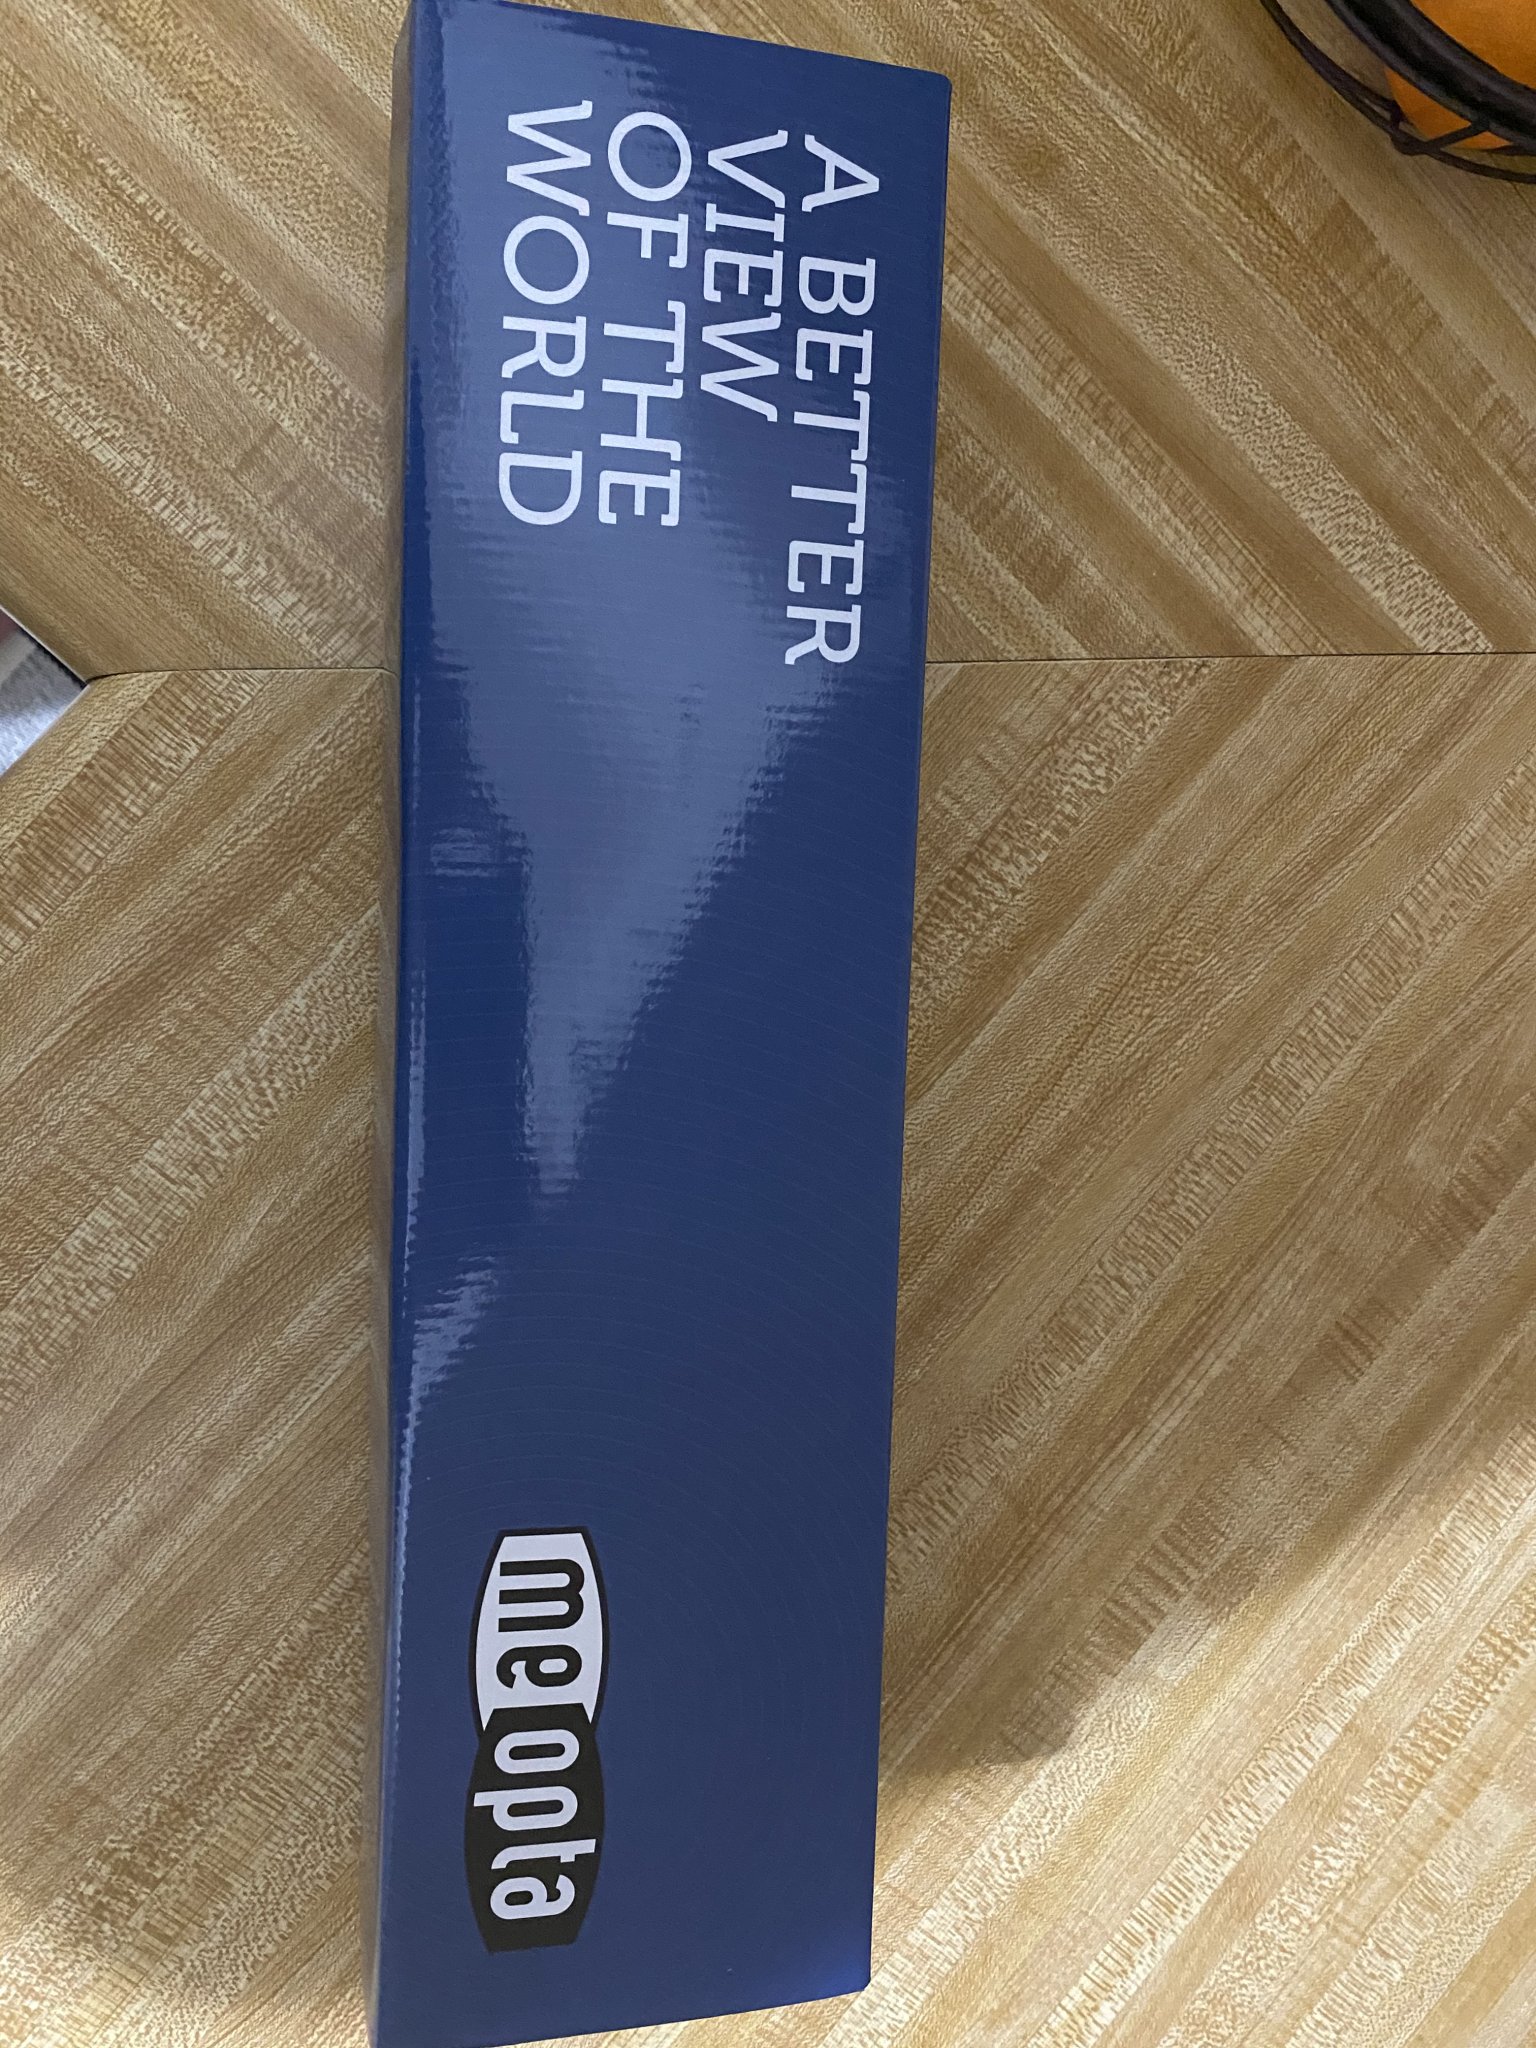 A BETTER
VIEW
OF THE
WORLD
meopta